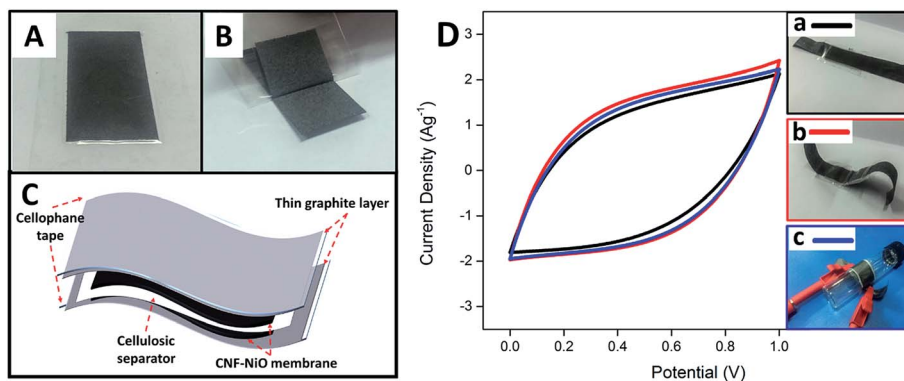 A
B
C
Cellophane
tape
Thin graphite layer
Cellulosic
separator
CNF-NiO membrane
D
3
2
1
0
-1
-2
-3
Current Density (Ag⁻¹)
0.0 0.2 0.4 0.6 0.8 1.0
Potential (V)
a
b
c